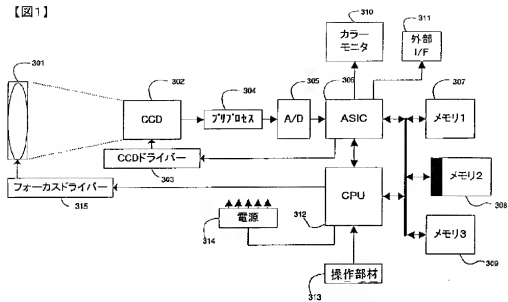 【図1】
310
カラー
モニタ
311
外部
I/F
301
302
CCD
304
プリプロセス
305
A/D
306
ASIC
307
メモリ1
CCDドライバー
303
フォーカスドライバー
315
CPU
312
メモリ2
308
電源
314
メモリ3
309
操作部材
313